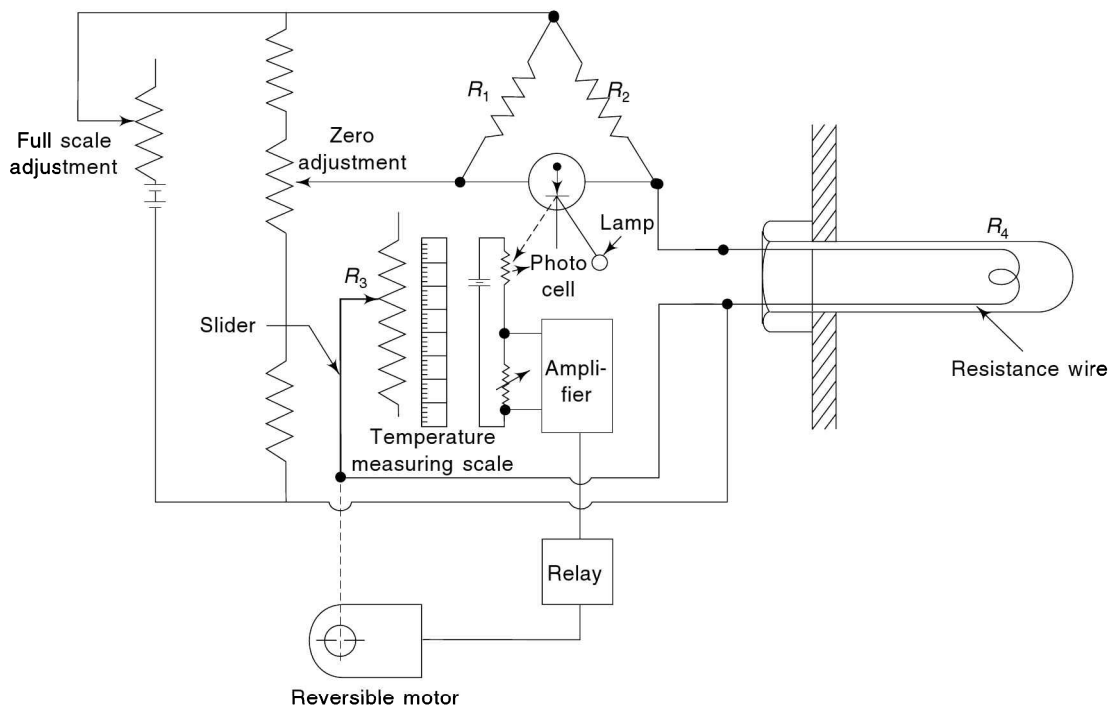 R1
R2
Full scale
adjustment
Zero
adjustment
Lamp
Photo
cell
R3
R4
Slider
Ampli-
fier
Resistance wire
Temperature
measuring scale
Relay
Reversible motor